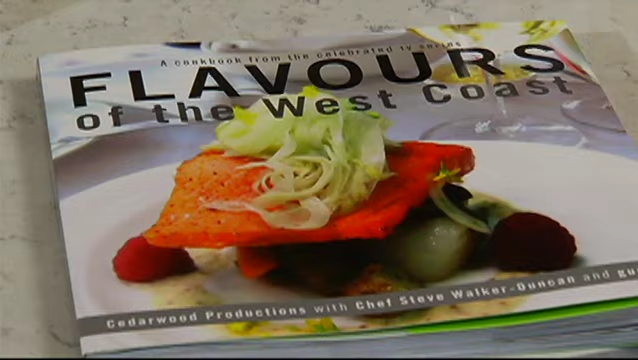 A cookbook from the celebrated tv series
FLAVOURS
of the West Coast
Cedarwood Productions with Chef Steve Walker-Duncan and